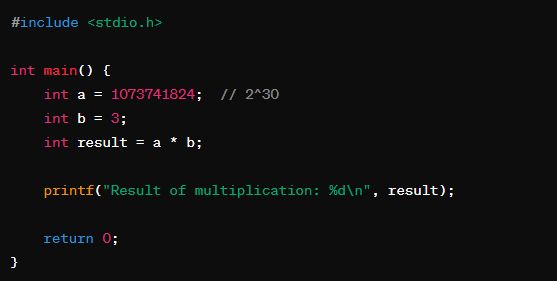 #include <stdio.h>

int main() {
    int a = 1073741824;  // 2^30
    int b = 3;
    int result = a * b;

    printf("Result of multiplication: %d\n", result);

    return 0;
}